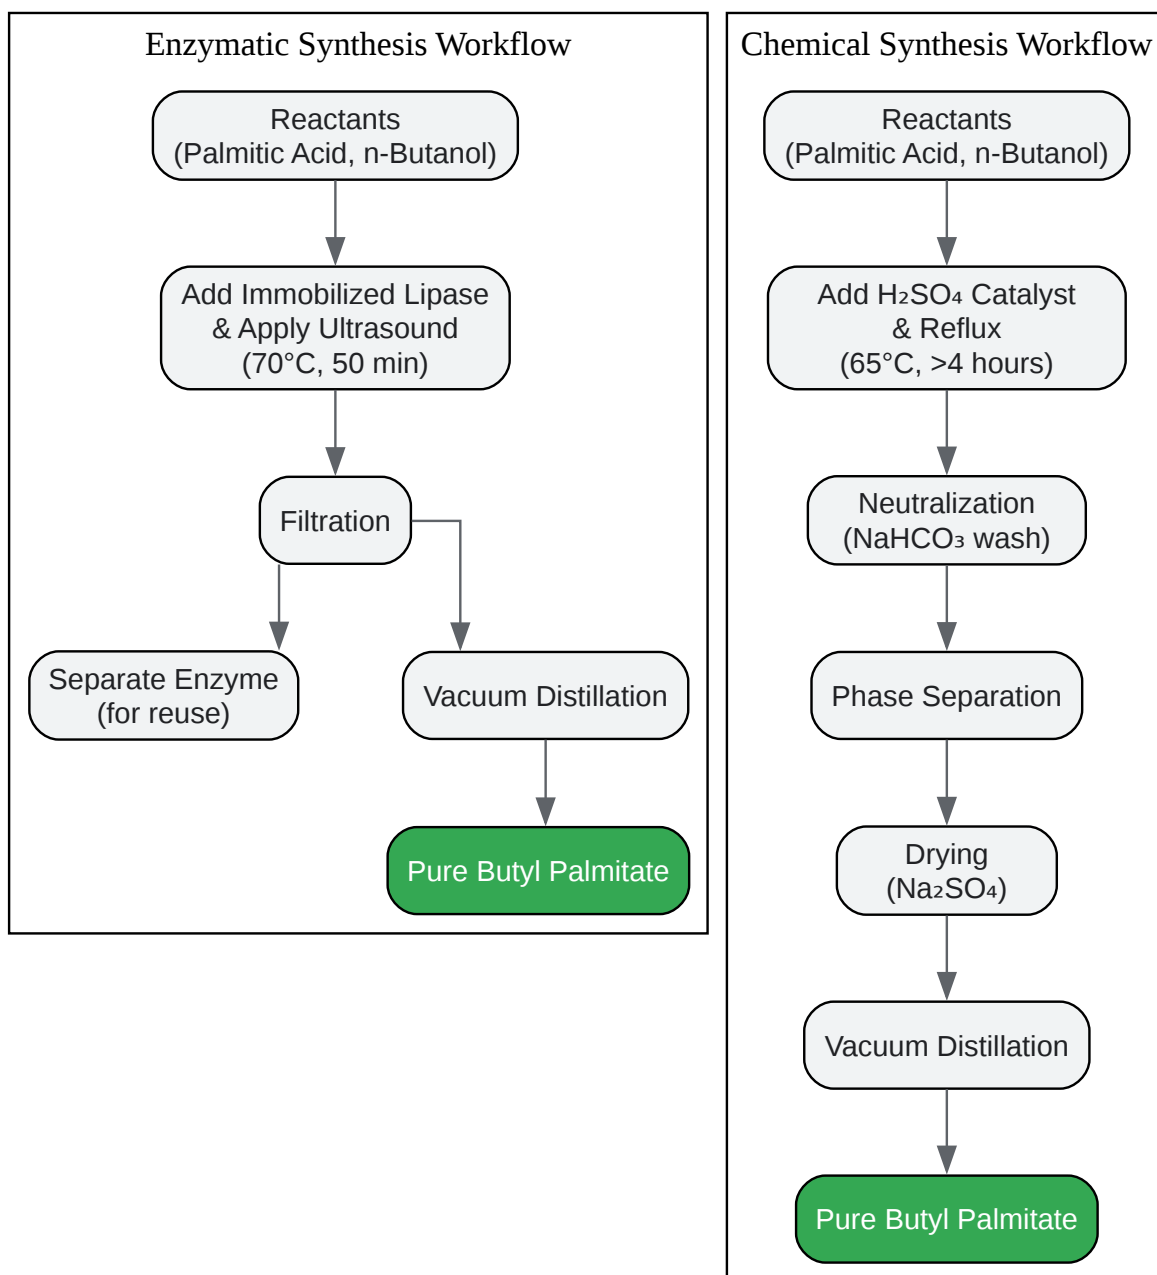 Enzymatic Synthesis Workflow
Reactants
(Palmitic Acid, n-Butanol)
Add Immobilized Lipase
& Apply Ultrasound
(70°C, 50 min)
Filtration
Separate Enzyme
(for reuse)
Vacuum Distillation
Pure Butyl Palmitate
Chemical Synthesis Workflow
Reactants
(Palmitic Acid, n-Butanol)
Add H₂SO₄ Catalyst
& Reflux
(65°C, >4 hours)
Neutralization
(NaHCO₃ wash)
Phase Separation
Drying
(Na₂SO₄)
Vacuum Distillation
Pure Butyl Palmitate